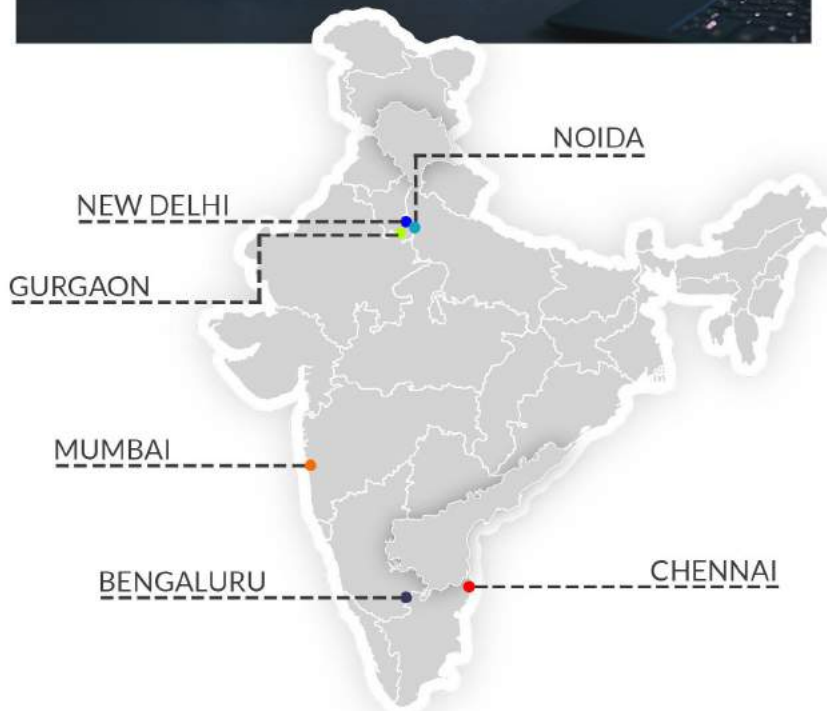 NOIDA
NEW DELHI
GURGAON
MUMBAI
BENGALURU
CHENNAI